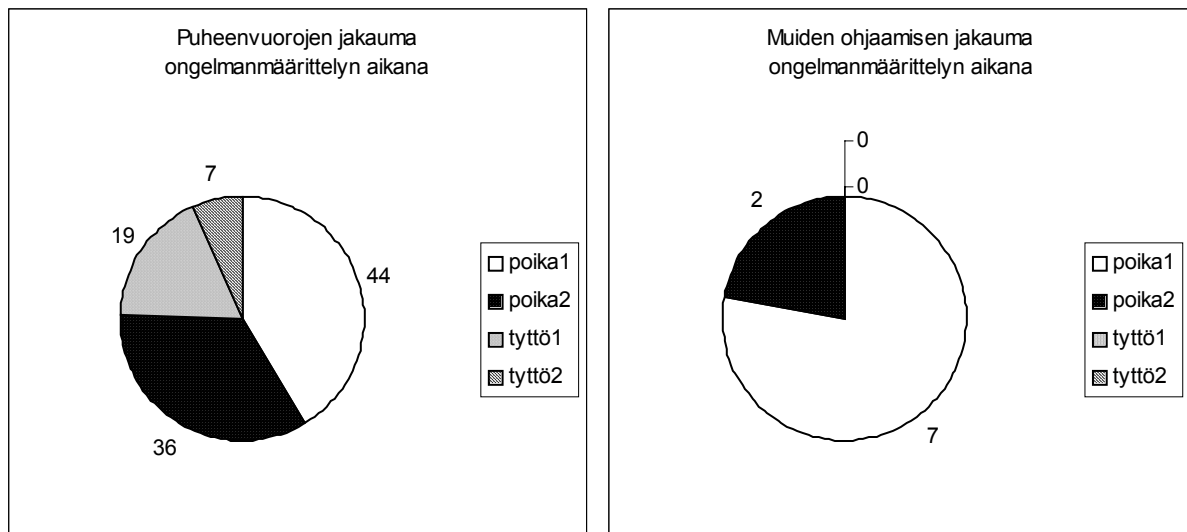 Puheenvuorojen jakauma
ongelmanmäärittelyn aikana
7
19
44
36
poika1
poika2
tyttö1
tyttö2
Muiden ohjaamisen jakauma
ongelmanmäärittelyn aikana
0
0
2
7
poika1
poika2
tyttö1
tyttö2